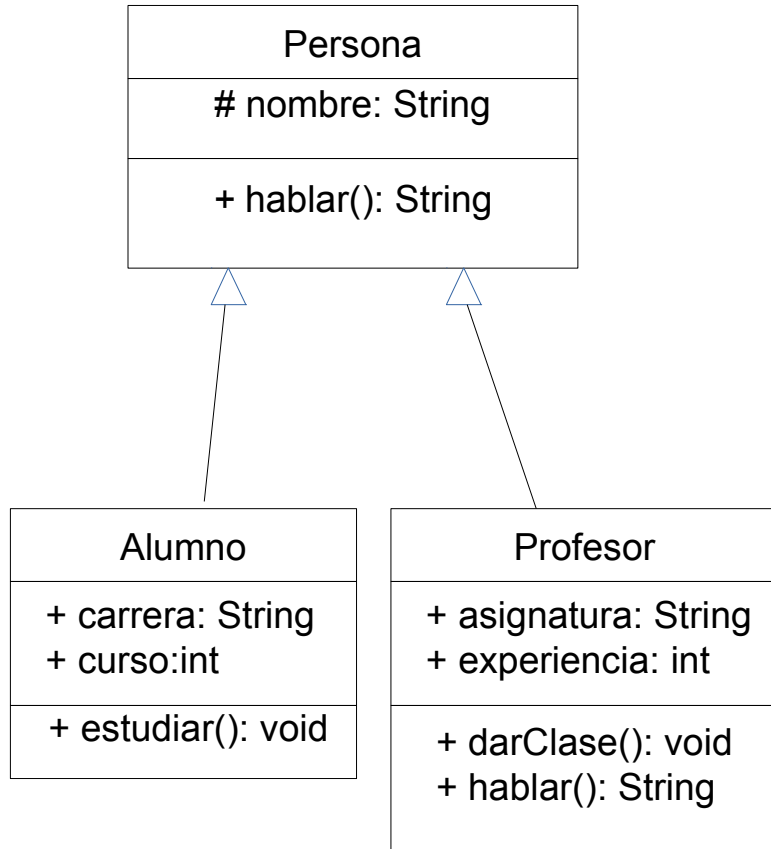 Persona
# nombre: String
+ hablar(): String
Alumno
+ carrera: String
+ curso:int
+ estudiar(): void
Profesor
+ asignatura: String
+ experiencia: int
+ darClase(): void
+ hablar(): String